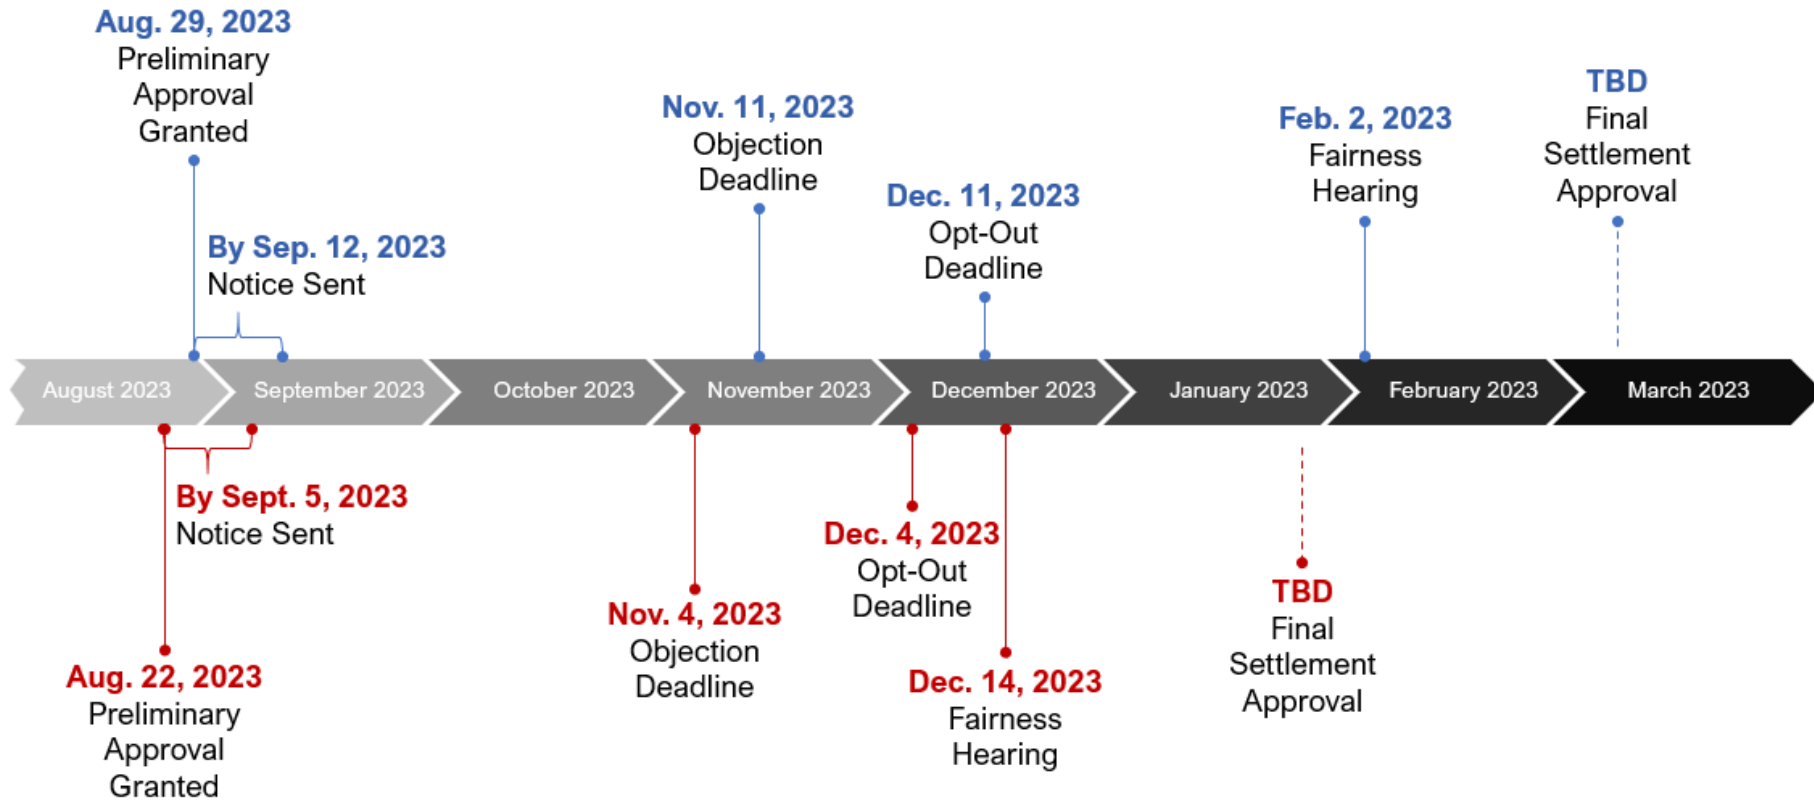 Aug. 29, 2023
Preliminary
Approval
Granted
By Sep. 12, 2023
Notice Sent
Nov. 11, 2023
Objection
Deadline
Dec. 11, 2023
Opt-Out
Deadline
Feb. 2, 2023
Fairness
Hearing
TBD
Final
Settlement
Approval
August 2023
September 2023
October 2023
November 2023
December 2023
January 2023
February 2023
March 2023
By Sept. 5, 2023
Notice Sent
Aug. 22, 2023
Preliminary
Approval
Granted
Nov. 4, 2023
Objection
Deadline
Dec. 4, 2023
Opt-Out
Deadline
Dec. 14, 2023
Fairness
Hearing
TBD
Final
Settlement
Approval